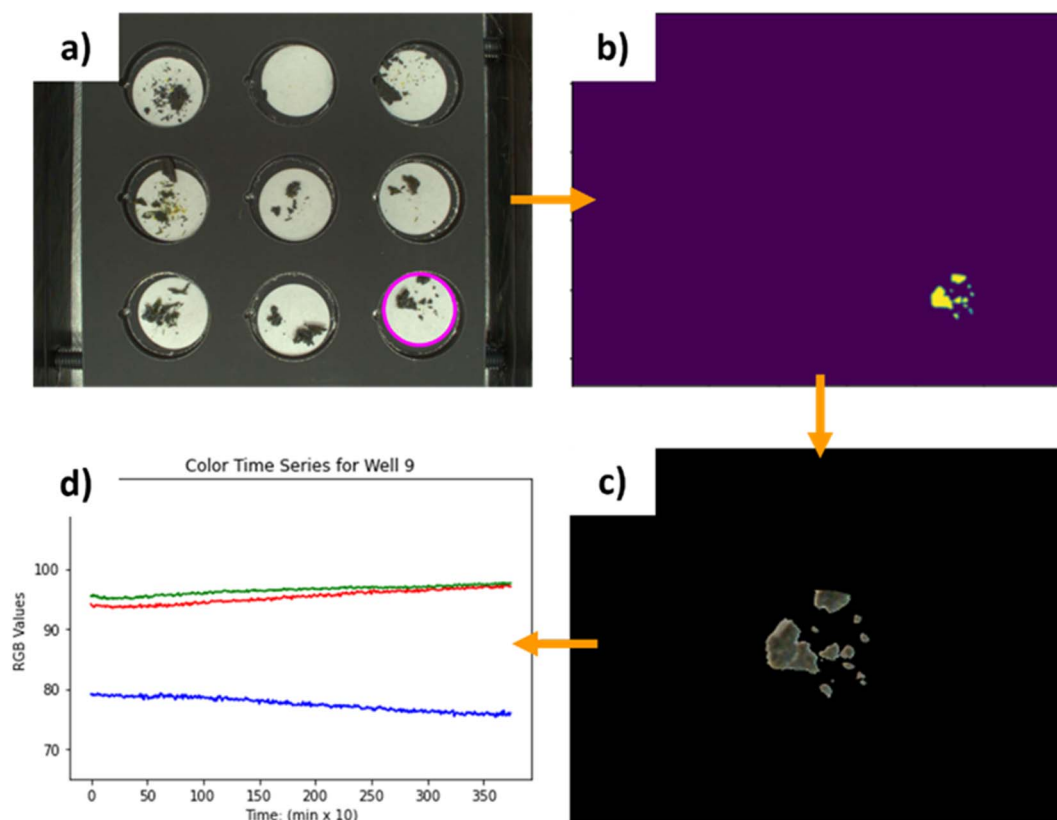 a)
b)
Color Time Series for Well 9
d)
c)
RGB Values
100
90
80
70
0 50 100 150 200 250 300 350
Time: (min x 10)